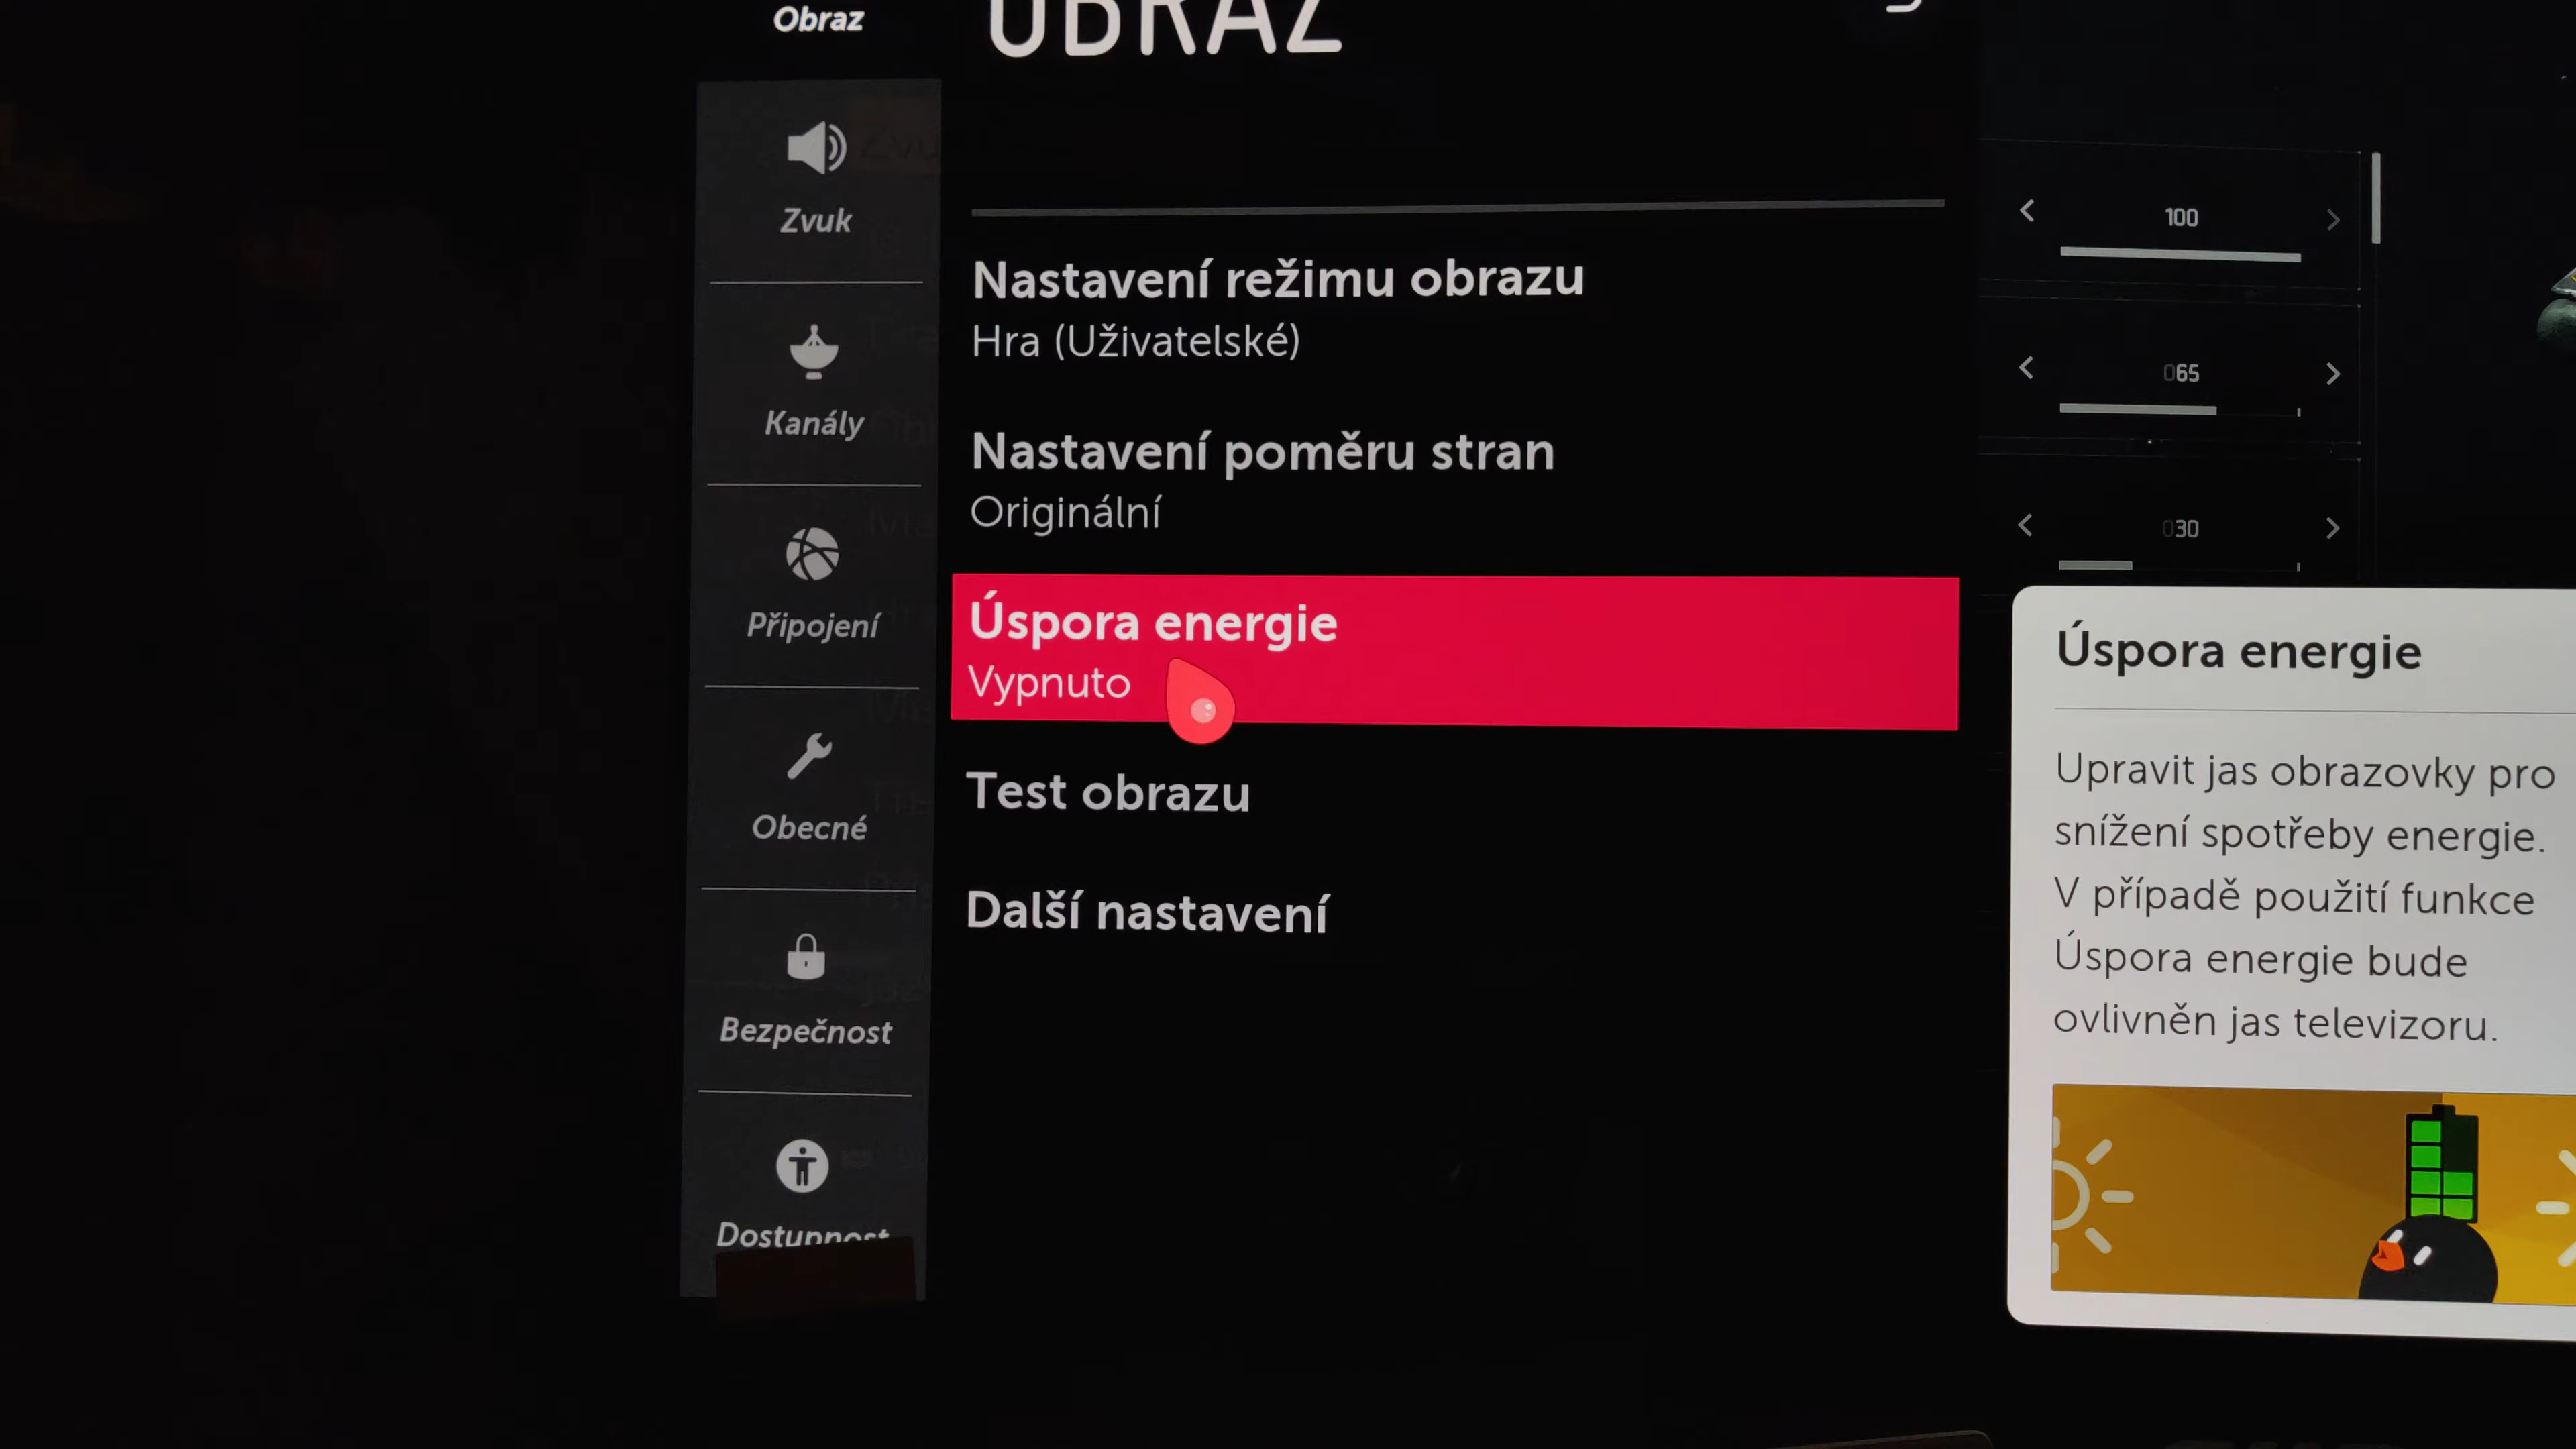 Obraz
OBRAZ
Zvuk
Kanály
Připojení
Obecné
Bezpečnost
Dostupnost
Nastavení režimu obrazu
Hra (Uživatelské)
Nastavení poměru stran
Originální
Úspora energie
Vypnuto
Test obrazu
Další nastavení
100
065
030
Úspora energie
Upravit jas obrazovky pro
snížení spotřeby energie.
V případě použití funkce
Úspora energie bude
ovlivněn jas televizoru.